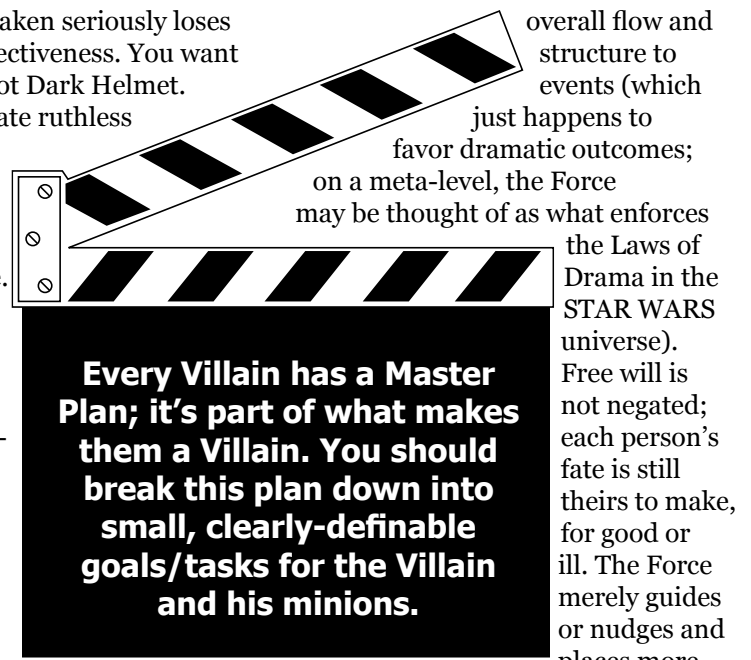 aken seriously loses
ectiveness. You want
ot Dark Helmet.
ate ruthless
Every Villain has a Master
Plan; it’s part of what makes
them a Villain. You should
break this plan down into
small, clearly-definable
goals/tasks for the Villain
and his minions.
overall flow and
structure to
events (which
just happens to
favor dramatic outcomes;
on a meta-level, the Force
may be thought of as what enforces
the Laws of
Drama in the
STAR WARS
universe).
Free will is
not negated;
each person’s
fate is still
theirs to make,
for good or
ill. The Force
merely guides
or nudges and
places more